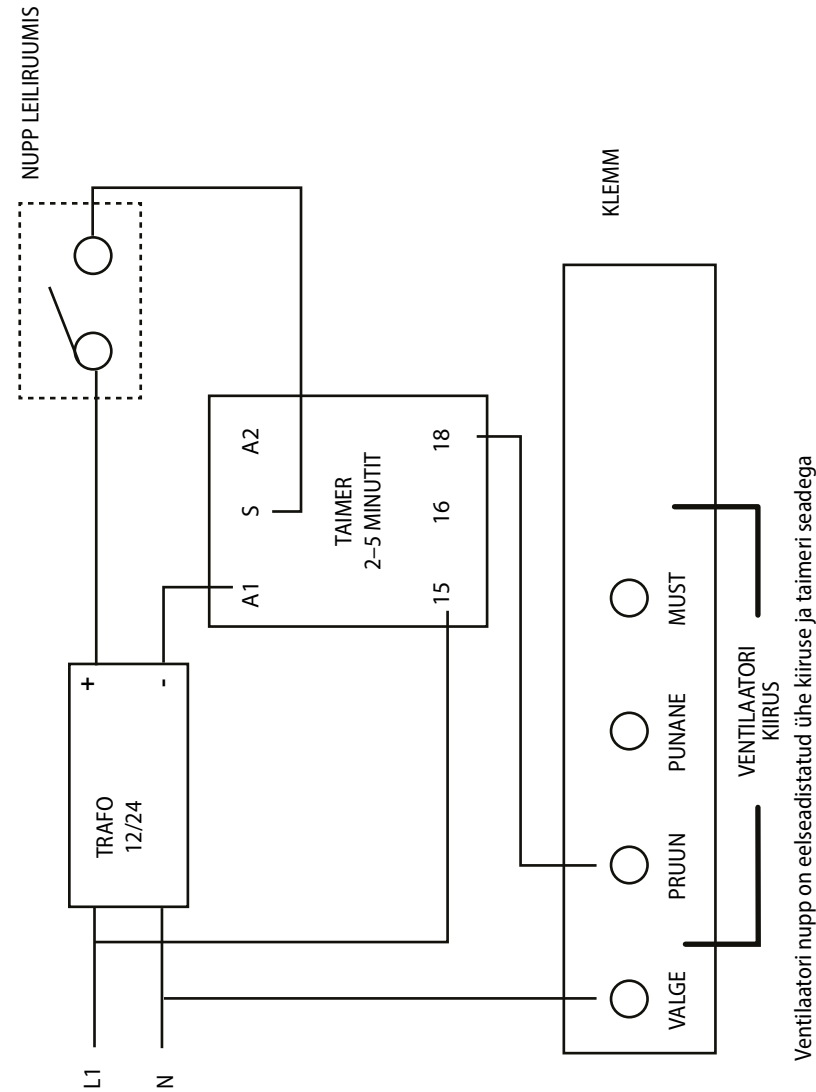 NUPP LEILIRUUMIS
L1
N
TRAFO
12/24
+
-
A1
S
A2
TAIMER
2–5 MINUTIT
15
16
18
KLEMM
VALGE
PRUUN
PUNANE
MUST
VENTILAATORI
KIIRUS
Ventilaatori nupp on eelseadistatud ühe kiiruse ja taimeri seadega